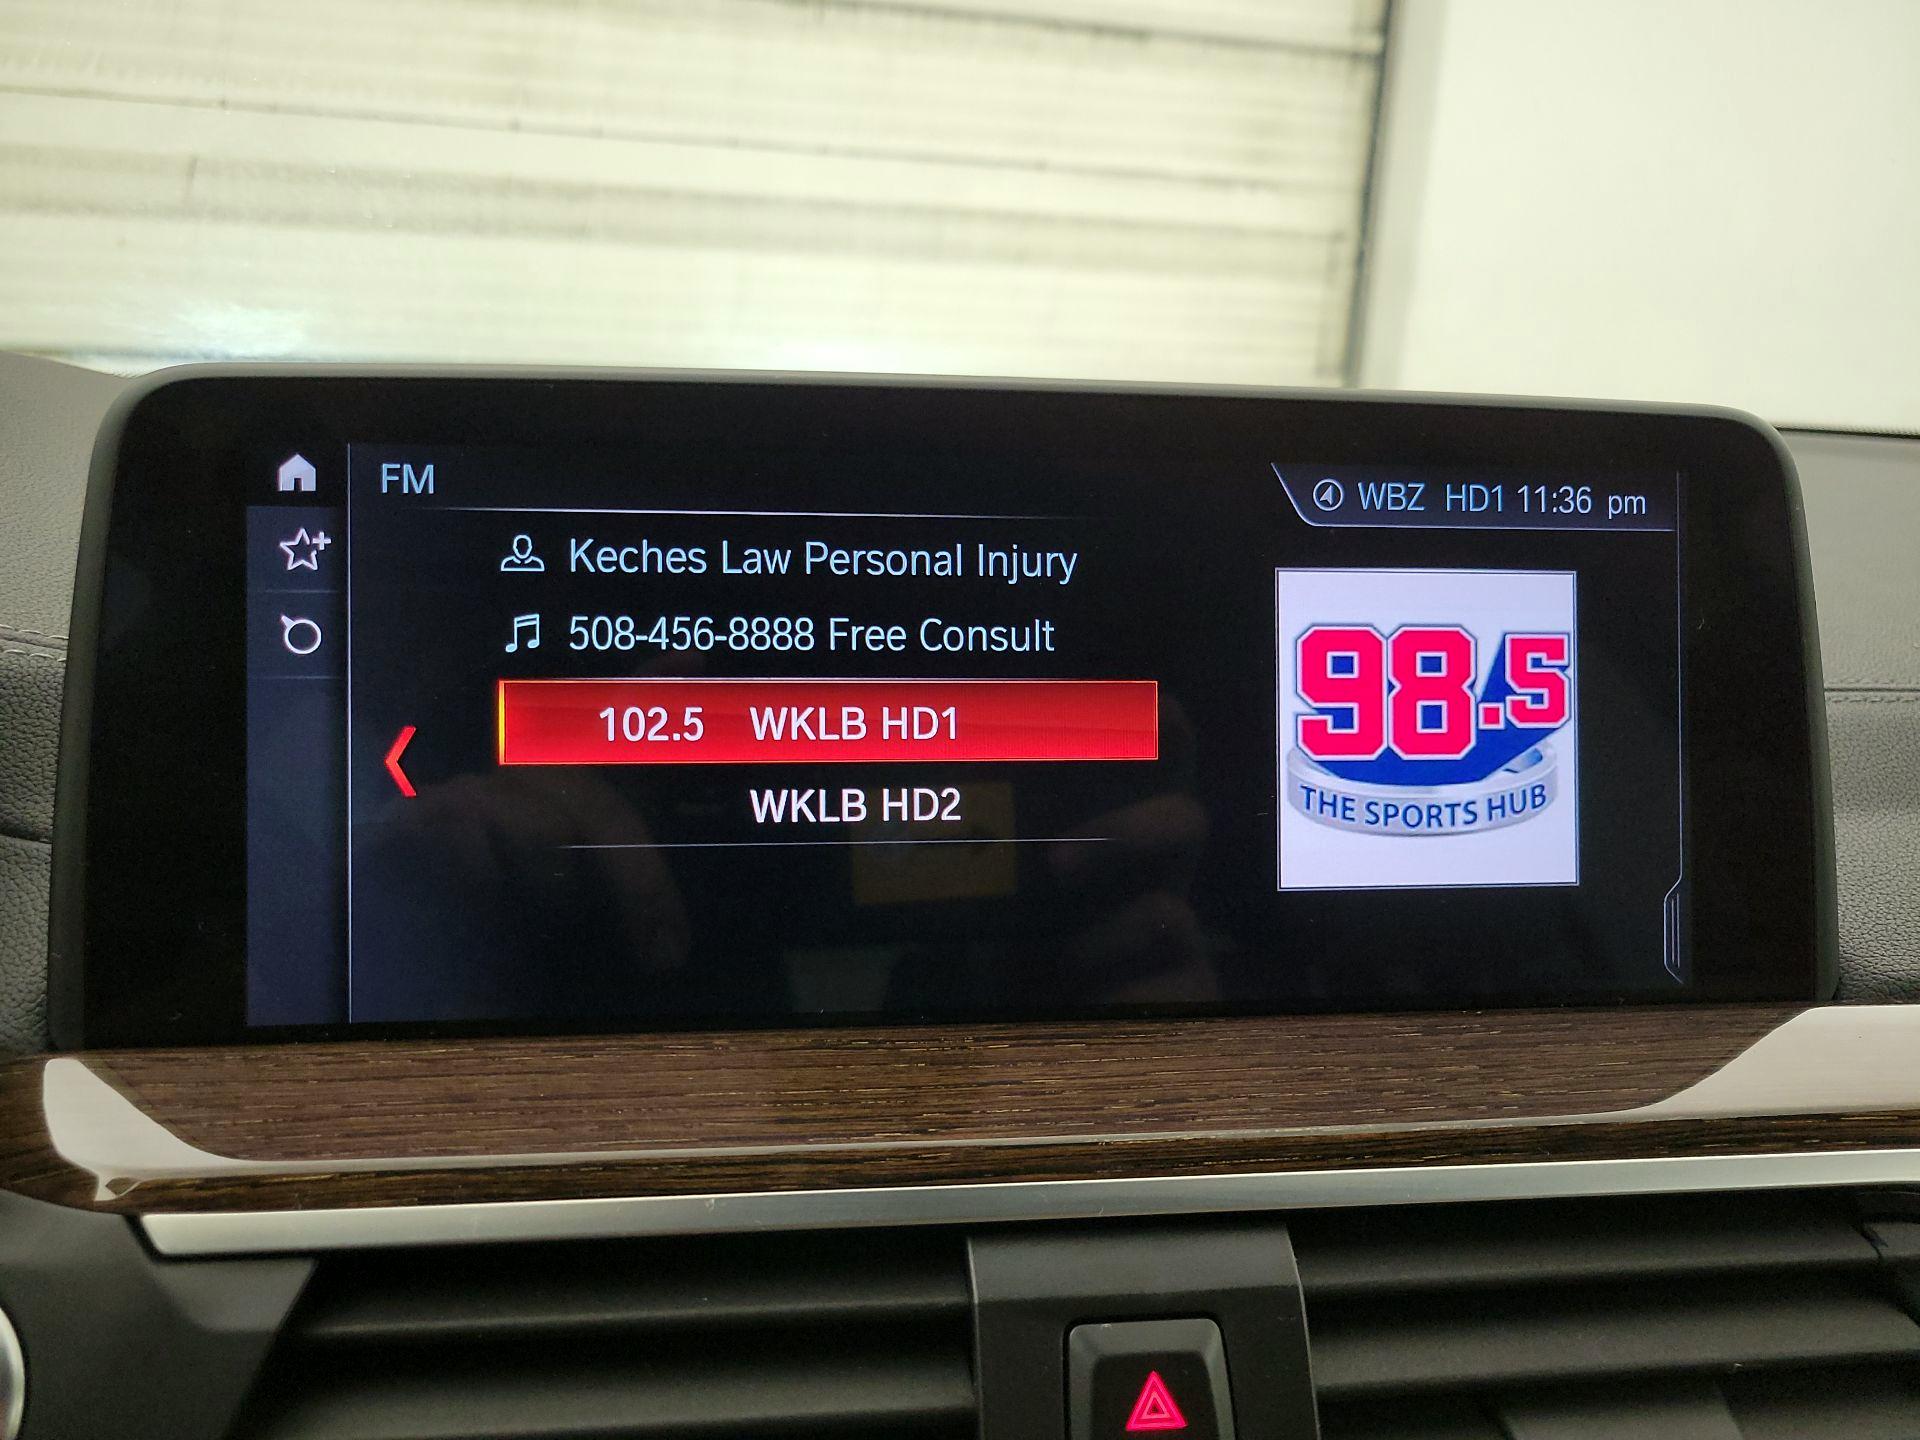 FM
WBZ HD1 11:36 pm
Keches Law Personal Injury
508-456-8888 Free Consult
102.5 WKLB HD1
WKLB HD2
98.5
THE SPORTS HUB